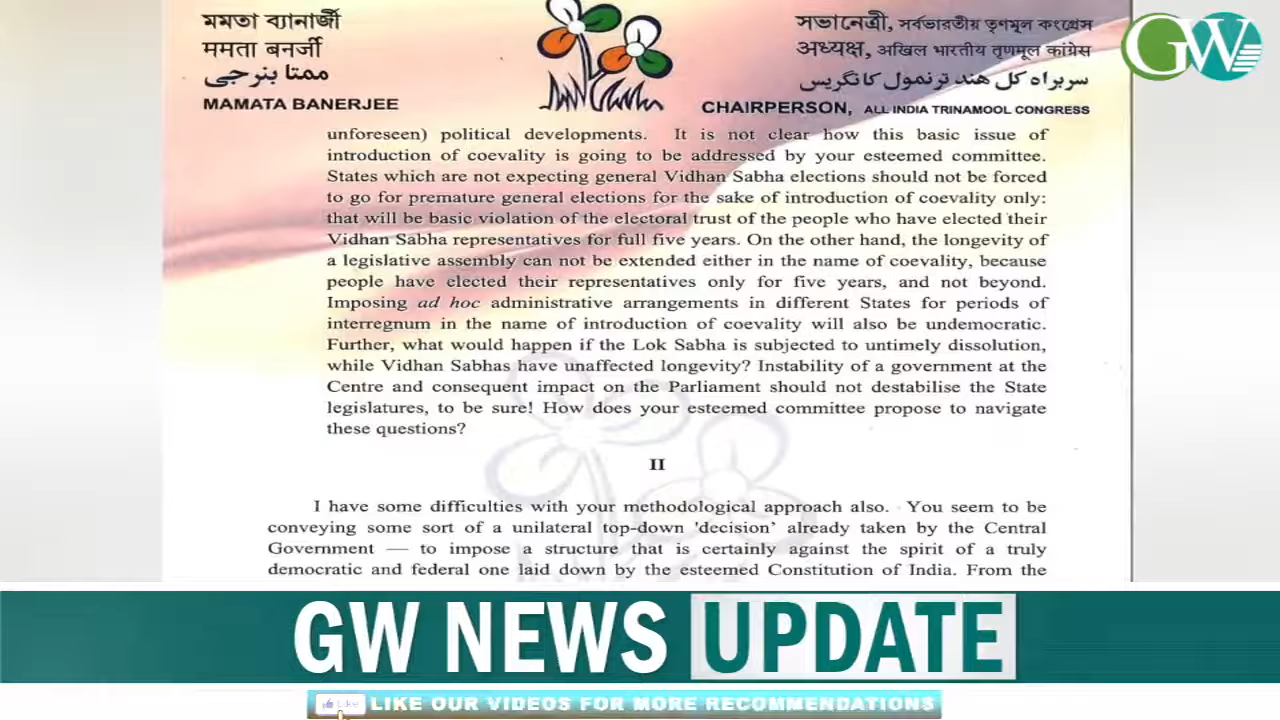 মমতা ব্যানার্জী
ममता बनर्जी
ممتا بنرجی
MAMATA BANERJEE
সভানেত্রী, সর্বভারতীয় তৃণমূল কংগ্রেস
अध्यक्ष, अखिल भारतीय तृणमूल कांग्रेस
سربراہ کل ھند ترنمول کانگریس
CHAIRPERSON, ALL INDIA TRINAMOOL CONGRESS
GW
unforeseen) political developments. It is not clear how this basic issue of
introduction of coevality is going to be addressed by your esteemed committee.
States which are not expecting general Vidhan Sabha elections should not be forced
to go for premature general elections for the sake of introduction of coevality only:
that will be basic violation of the electoral trust of the people who have elected their
Vidhan Sabha representatives for full five years. On the other hand, the longevity of
a legislative assembly can not be extended either in the name of coevality, because
people have elected their representatives only for five years, and not beyond.
Imposing ad hoc administrative arrangements in different States for periods of
interregnum in the name of introduction of coevality will also be undemocratic.
Further, what would happen if the Lok Sabha is subjected to untimely dissolution,
while Vidhan Sabhas have unaffected longevity? Instability of a government at the
Centre and consequent impact on the Parliament should not destabilise the State
legislatures, to be sure! How does your esteemed committee propose to navigate
these questions?
II
I have some difficulties with your methodological approach also. You seem to be
conveying some sort of a unilateral top-down 'decision’ already taken by the Central
Government — to impose a structure that is certainly against the spirit of a truly
democratic and federal one laid down by the esteemed Constitution of India. From the
GW NEWS UPDATE
Like LIKE OUR VIDEOS FOR MORE RECOMMENDATIONS